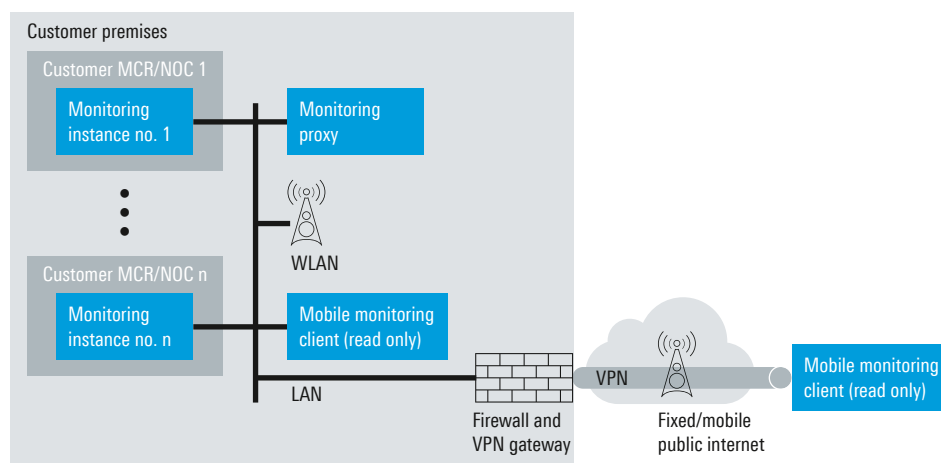 Customer premises
Customer MCR/NOC 1
Monitoring
instance no. 1
Monitoring
proxy
WLAN
Customer MCR/NOC n
Monitoring
instance no. n
Mobile monitoring
client (read only)
LAN
Firewall and
VPN gateway
VPN
Fixed/mobile
public internet
Mobile monitoring
client (read only)